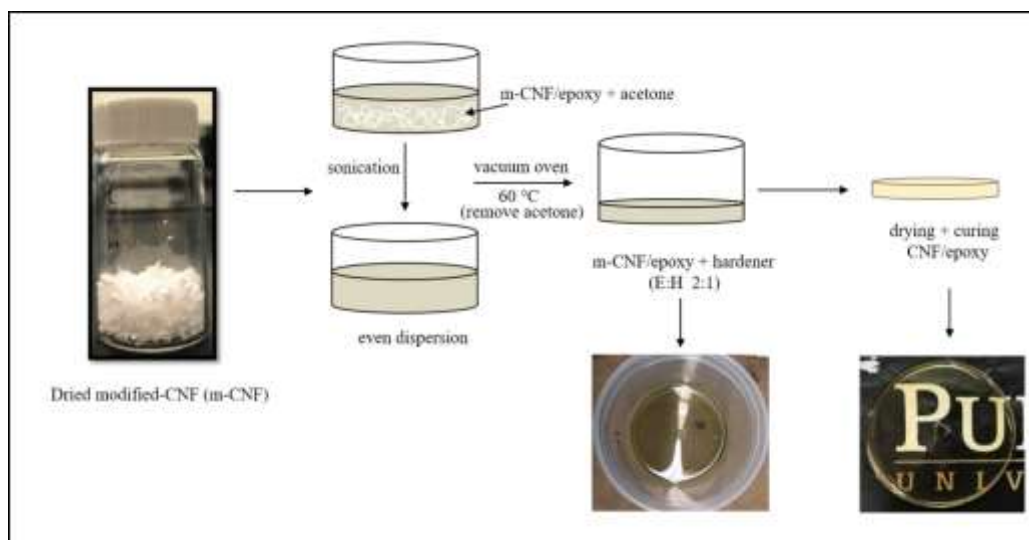 m-CNF/epoxy + acetone
sonication
vacuum oven
60 °C
(remove acetone)
even dispersion
m-CNF/epoxy + hardener
(E:H 2:1)
drying + curing
CNF/epoxy
Dried modified-CNF (m-CNF)
PU
UNIV